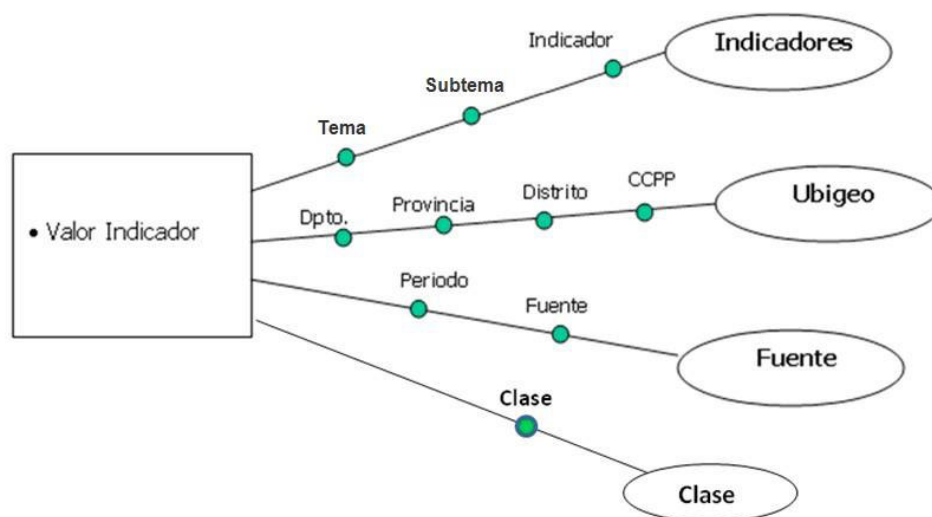 Indicador
Indicadores
Subtema
Tema
CCPP
Ubigeo
Distrito
Provincia
Dpto.
• Valor Indicador
Periodo
Fuente
Fuente
Clase
Clase